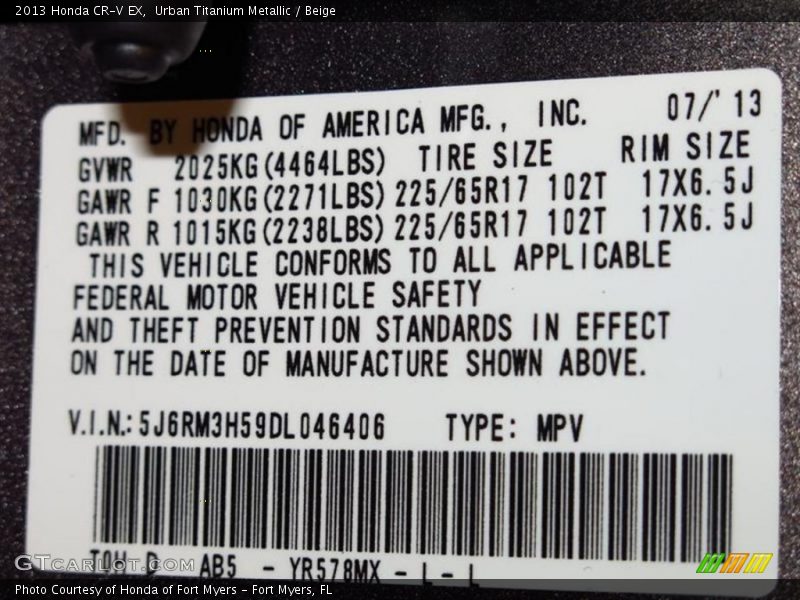 2013 Honda CR-V EX, Urban Titanium Metallic / Beige
MFD. BY HONDA OF AMERICA MFG., INC. 07/'13
GVWR 2025KG(4464LBS) TIRE SIZE RIM SIZE
GAWR F 1030KG(2271LBS) 225/65R17 102T 17X6.5J
GAWR R 1015KG(2238LBS) 225/65R17 102T 17X6.5J
THIS VEHICLE CONFORMS TO ALL APPLICABLE
FEDERAL MOTOR VEHICLE SAFETY
AND THEFT PREVENTION STANDARDS IN EFFECT
ON THE DATE OF MANUFACTURE SHOWN ABOVE.
V.I.N.: 5J6RM3H59DL046406 TYPE: MPV
AB5 - YR578MX - L - L
GTcarlot.com
Photo Courtesy of Honda of Fort Myers - Fort Myers, FL